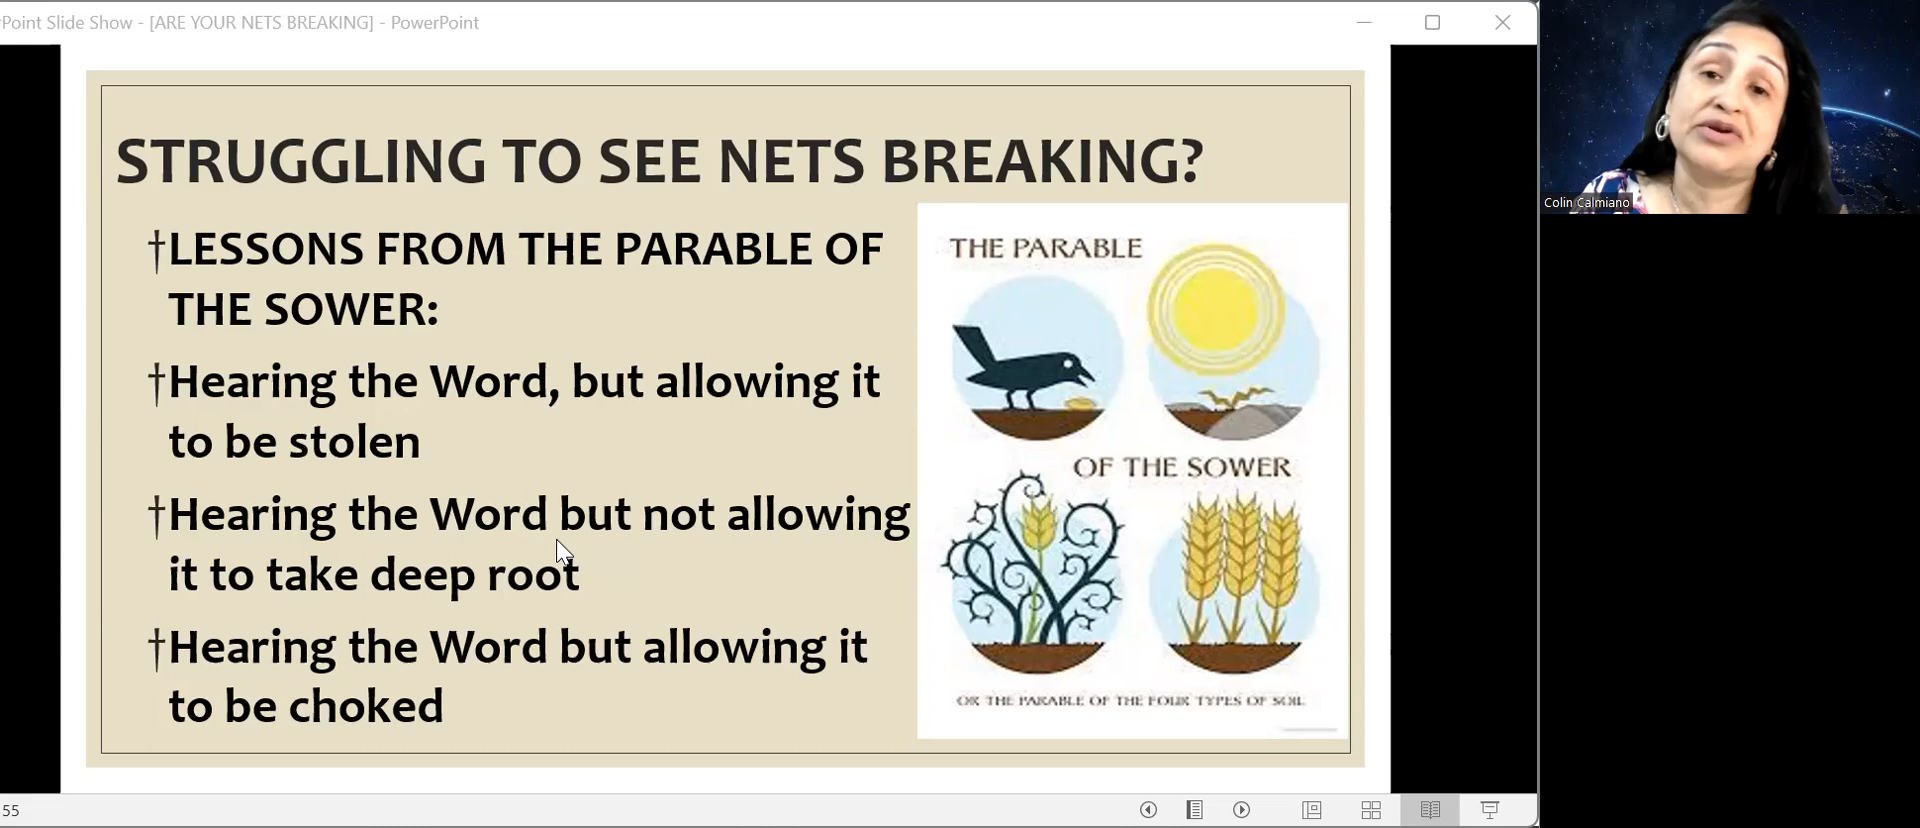 Point Slide Show - [ARE YOUR NETS BREAKING] - PowerPoint
STRUGGLING TO SEE NETS BREAKING?
†LESSONS FROM THE PARABLE OF
THE SOWER:
†Hearing the Word, but allowing it
to be stolen
†Hearing the Word but not allowing
it to take deep root
†Hearing the Word but allowing it
to be choked
THE PARABLE
OF THE SOWER
OR THE PARABLE OF THE FOUR TYPES OF SOIL
Colin Calmiano
55